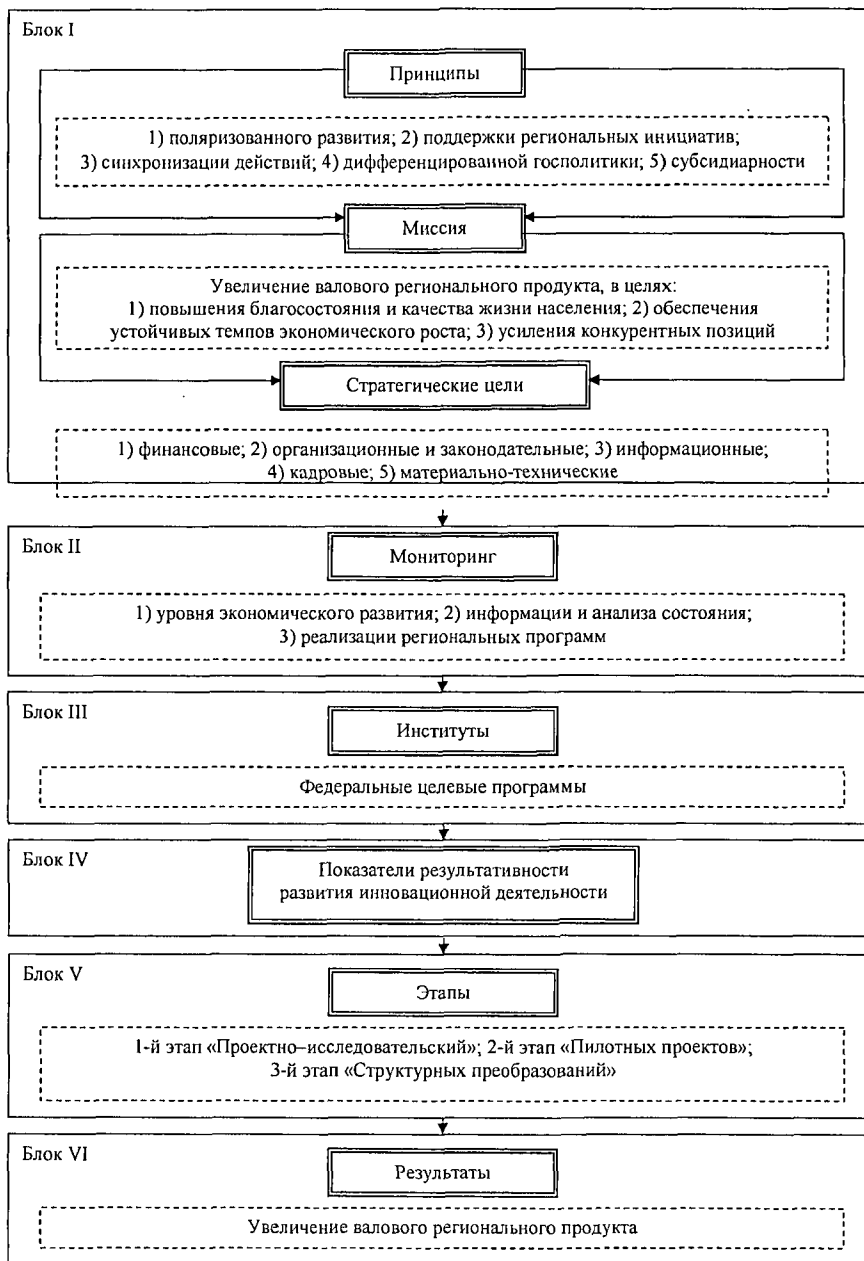 Блок I
Принципы
1) поляризованного развития; 2) поддержки региональных инициатив;
3) синхронизации действий; 4) дифференцированной госполитики; 5) субсидиарности
Миссия
Увеличение валового регионального продукта, в целях:
1) повышения благосостояния и качества жизни населения; 2) обеспечения
устойчивых темпов экономического роста; 3) усиления конкурентных позиций
Стратегические цели
1) финансовые; 2) организационные и законодательные; 3) информационные;
4) кадровые; 5) материально-технические
Блок II
Мониторинг
1) уровня экономического развития; 2) информации и анализа состояния;
3) реализации региональных программ
Блок III
Институты
Федеральные целевые программы
Блок IV
Показатели результативности
развития инновационной деятельности
Блок V
Этапы
1-й этап «Проектно–исследовательский»; 2-й этап «Пилотных проектов»;
3-й этап «Структурных преобразований»
Блок VI
Результаты
Увеличение валового регионального продукта